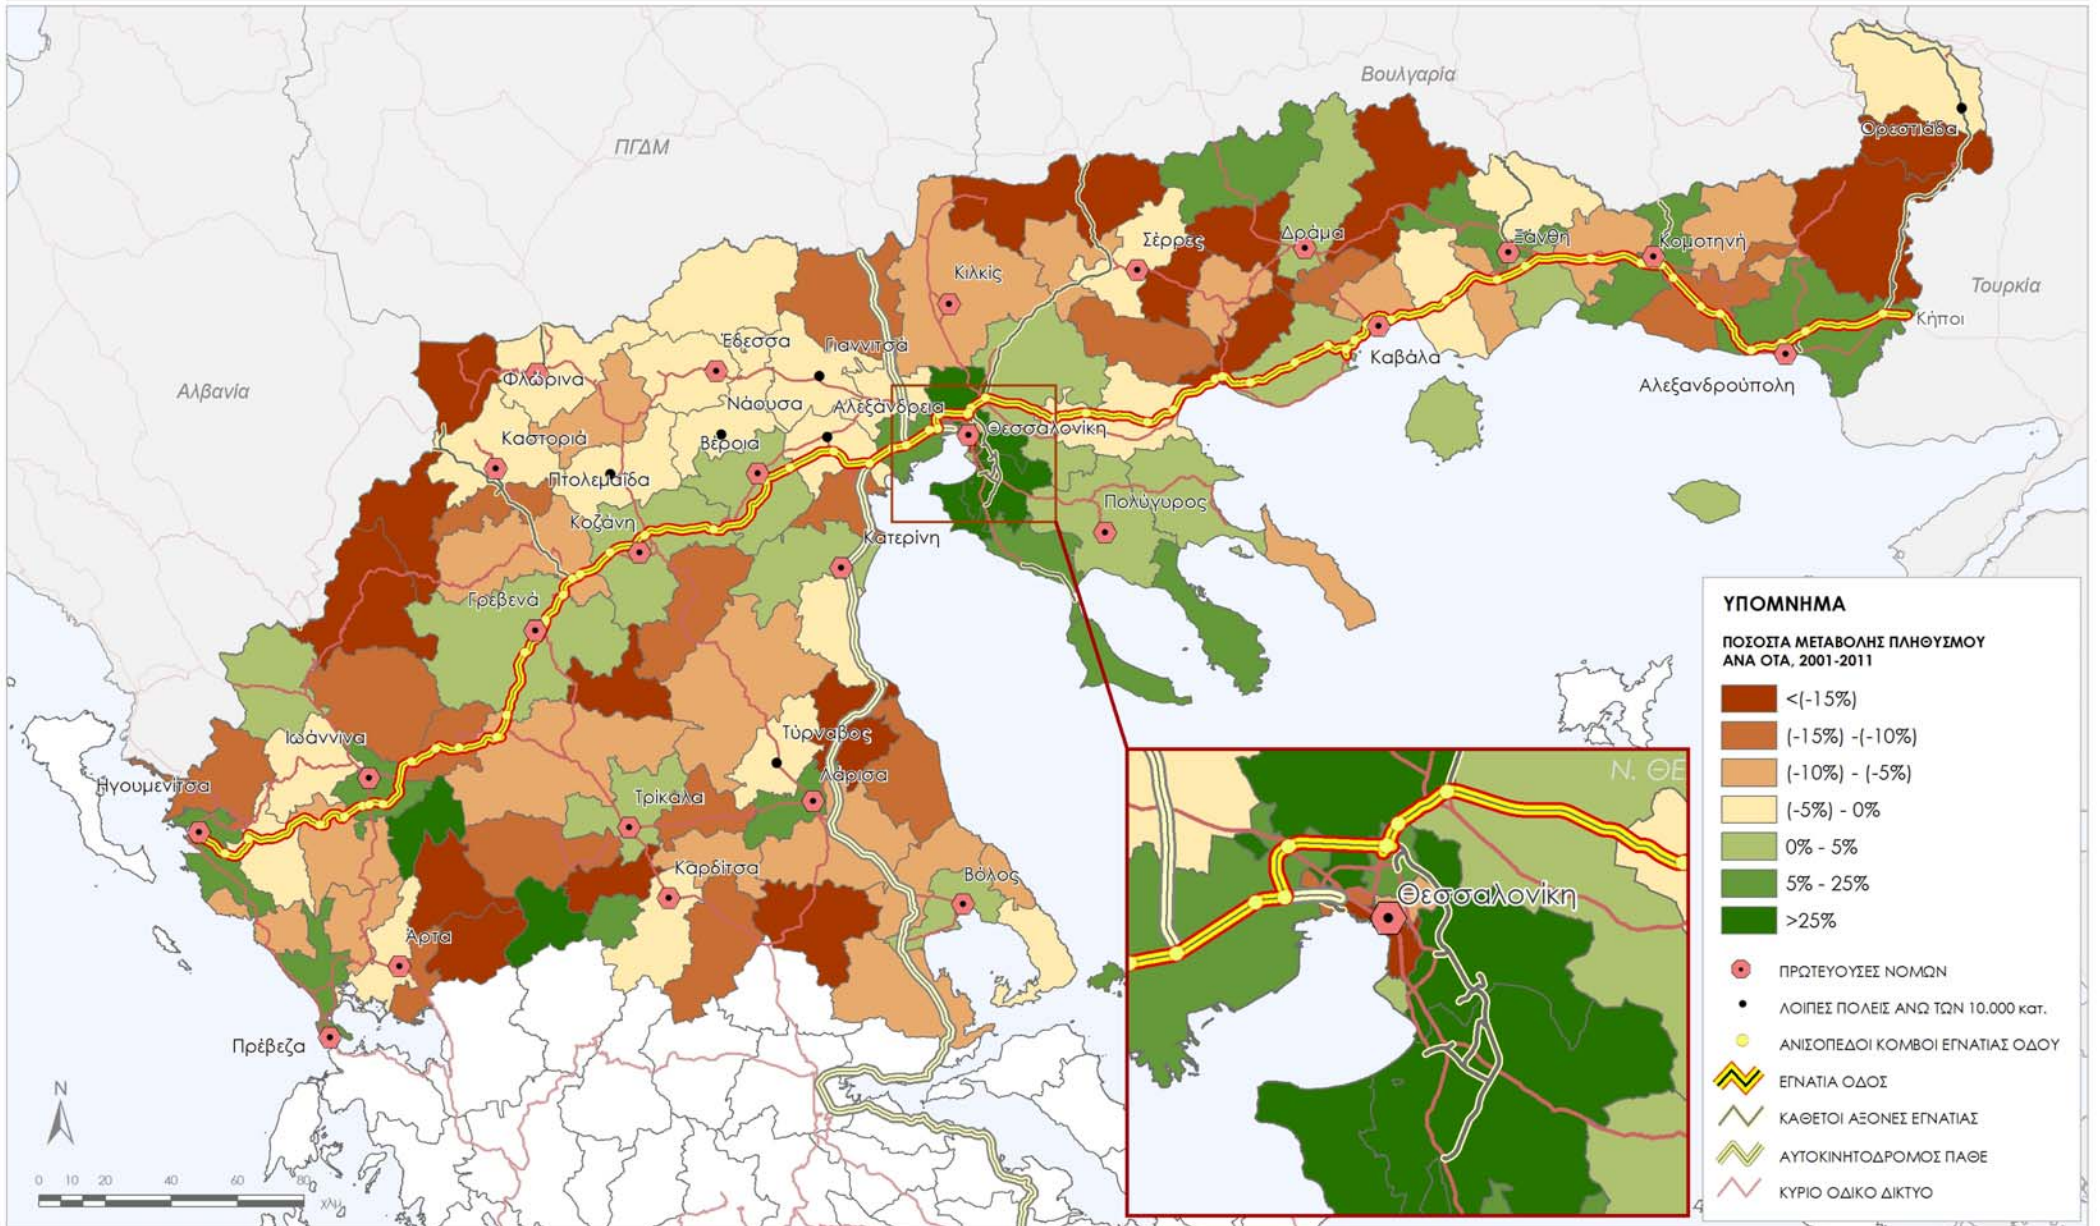 Βουλγαρία
ΠΓΔΜ
Ορεστιάδα
Σέρρες
Δράμα
Ξάνθη
Κομοτηνή
Κιλκίς
Τουρκία
Κήποι
Έδεσσα
Γιαννιτσά
Καβάλα
Φλώρινα
Αλβανία
Αλεξανδρούπολη
Νάουσα
Αλεξάνδρεια
Θεσσαλονίκη
Καστοριά
Βέροια
Πτολεμαΐδα
Πολύγυρος
Κοζάνη
Κατερίνη
Γρεβενά
Ιωάννινα
Τύρναβος
Ηγουμενίτσα
Λάρισα
Τρίκαλα
Καρδίτσα
Βόλος
Άρτα
Πρέβεζα
N
0 10 20 40 60 80
χλμ
Ν. ΘΕ
Θεσσαλονίκη
ΥΠΟΜΝΗΜΑ
ΠΟΣΟΣΤΑ ΜΕΤΑΒΟΛΗΣ ΠΛΗΘΥΣΜΟΥ
ΑΝΑ ΟΤΑ, 2001-2011
<(-15%)
(-15%) -(-10%)
(-10%) - (-5%)
(-5%) - 0%
0% - 5%
5% - 25%
>25%
ΠΡΩΤΕΥΟΥΣΕΣ ΝΟΜΩΝ
ΛΟΙΠΕΣ ΠΟΛΕΙΣ ΑΝΩ ΤΩΝ 10.000 κατ.
ΑΝΙΣΟΠΕΔΟΙ ΚΟΜΒΟΙ ΕΓΝΑΤΙΑΣ ΟΔΟΥ
ΕΓΝΑΤΙΑ ΟΔΟΣ
ΚΑΘΕΤΟΙ ΑΞΟΝΕΣ ΕΓΝΑΤΙΑΣ
ΑΥΤΟΚΙΝΗΤΟΔΡΟΜΟΣ ΠΑΘΕ
ΚΥΡΙΟ ΟΔΙΚΟ ΔΙΚΤΥΟ